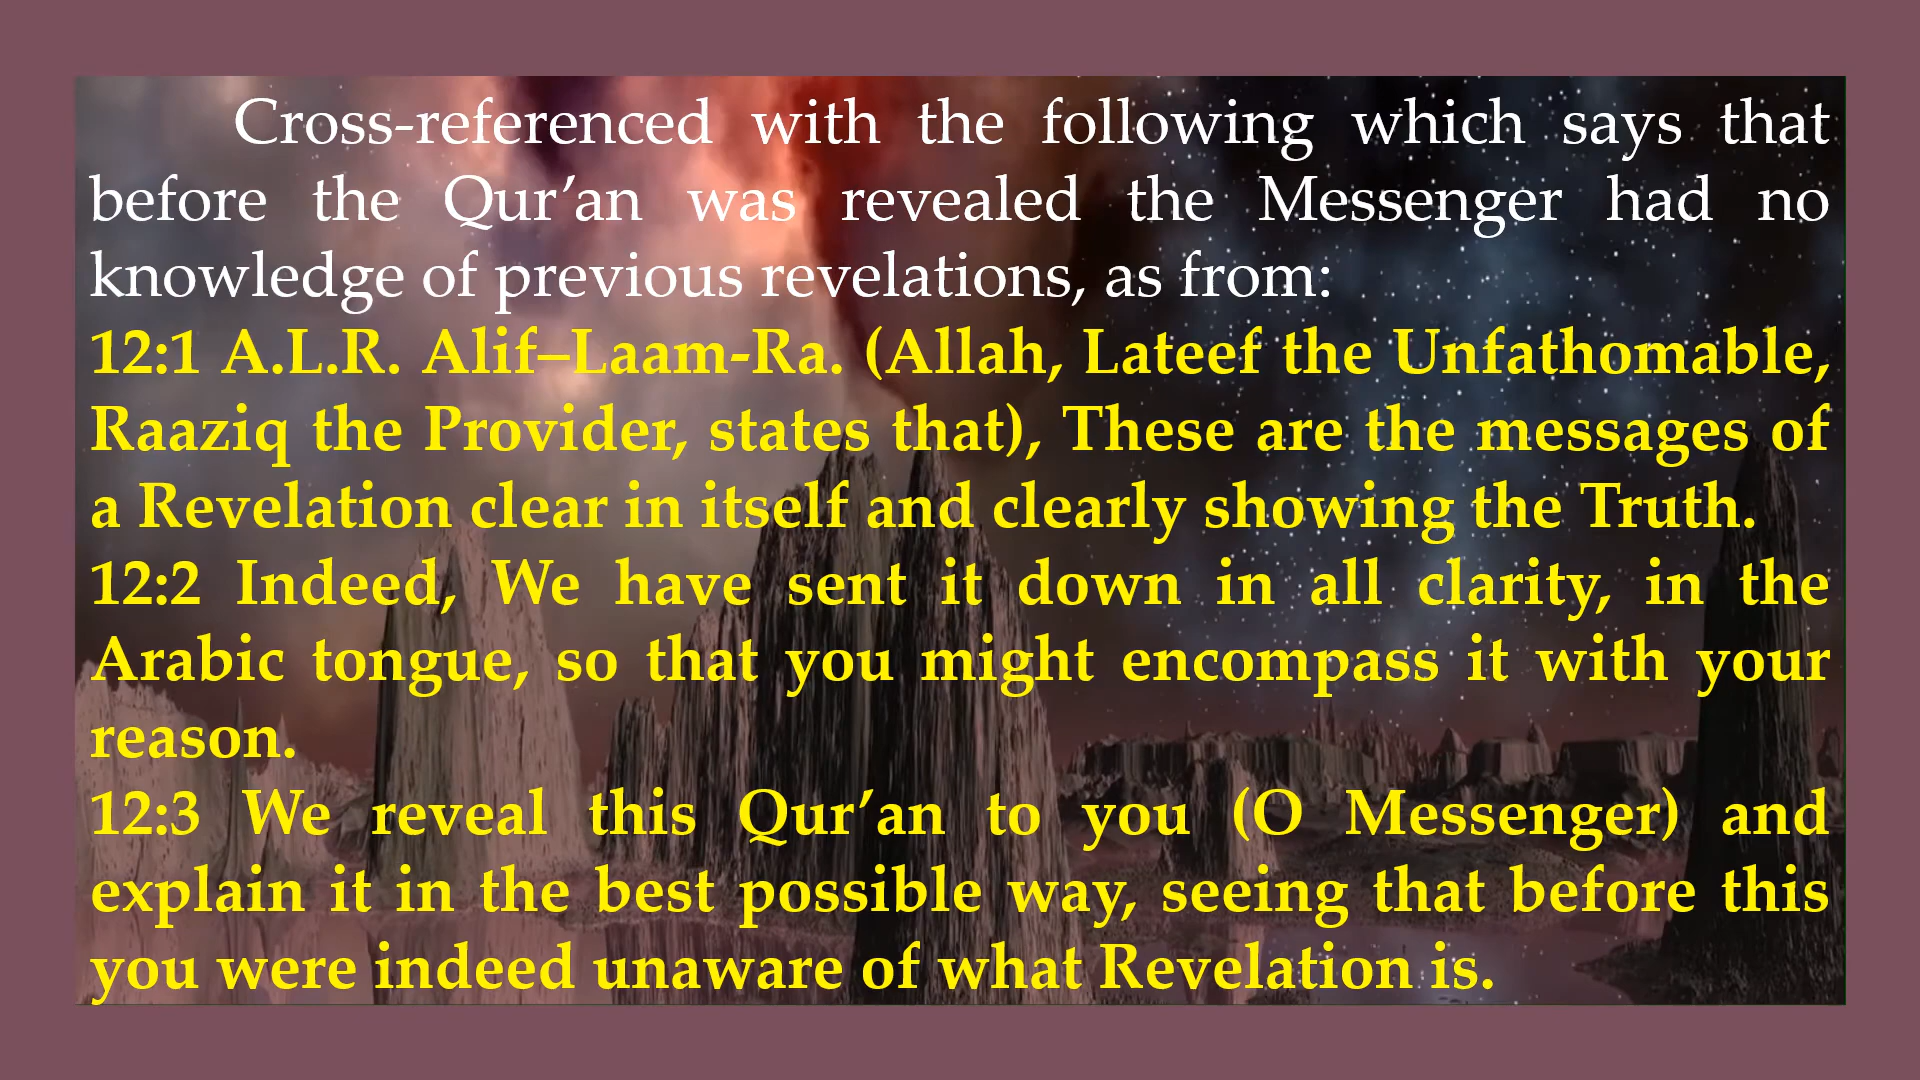 Cross-referenced with the following which says that
before the Qur’an was revealed the Messenger had no
knowledge of previous revelations, as from:
12:1 A.L.R. Alif–Laam-Ra. (Allah, Lateef the Unfathomable,
Raaziq the Provider, states that), These are the messages of
a Revelation clear in itself and clearly showing the Truth.
12:2 Indeed, We have sent it down in all clarity, in the
Arabic tongue, so that you might encompass it with your
reason.
12:3 We reveal this Qur’an to you (O Messenger) and
explain it in the best possible way, seeing that before this
you were indeed unaware of what Revelation is.